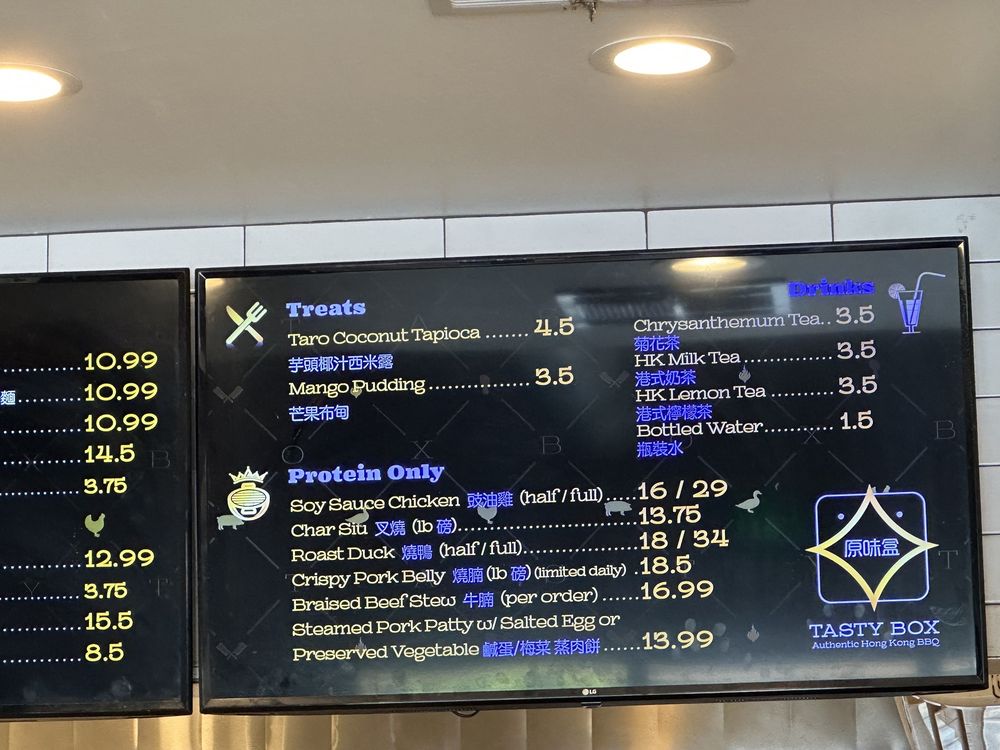 10.99
麵 10.99
10.99
14.5
3.75
12.99
3.75
15.5
8.5
Treats
Taro Coconut Tapioca ....... 4.5
芋頭椰汁西米露
Mango Pudding ................ 3.5
芒果布甸
Drinks
Chrysanthemum Tea.. 3.5
菊花茶
HK Milk Tea .............. 3.5
港式奶茶
HK Lemon Tea .......... 3.5
港式檸檬茶
Bottled Water........... 1.5
瓶裝水
Protein Only
Soy Sauce Chicken 豉油雞 (half / full).....16 / 29
Char Siu 叉燒 (lb 磅)................................13.75
Roast Duck 燒鴨 (half / full)....................18 / 34
Crispy Pork Belly 燒腩 (lb 磅) (limited daily) .18.5
Braised Beef Stew 牛腩 (per order) ......16.99
Steamed Pork Patty w/ Salted Egg or
Preserved Vegetable 鹹蛋/梅菜 蒸肉餅 ......13.99
原味盒
TASTY BOX
Authentic Hong Kong BBQ
LG